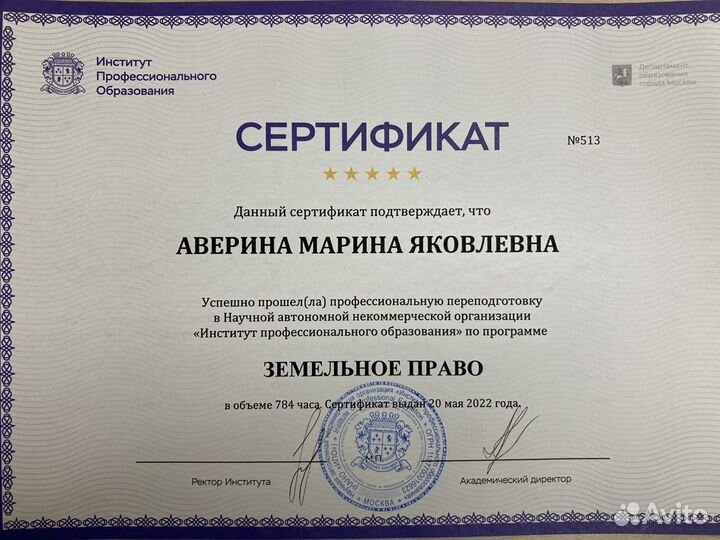 Институт
Профессионального
Образования
Департамент
образования
города Москвы
СЕРТИФИКАТ
№513
Данный сертификат подтверждает, что
АВЕРИНА МАРИНА ЯКОВЛЕВНА
Успешно прошел(ла) профессиональную переподготовку
в Научной автономной некоммерческой организации
«Институт профессионального образования» по программе
ЗЕМЕЛЬНОЕ ПРАВО
в объеме 784 часа. Сертификат выдан 20 мая 2022 года.
М.П.
Ректор Института
Академический директор
МОСКВА
Avito